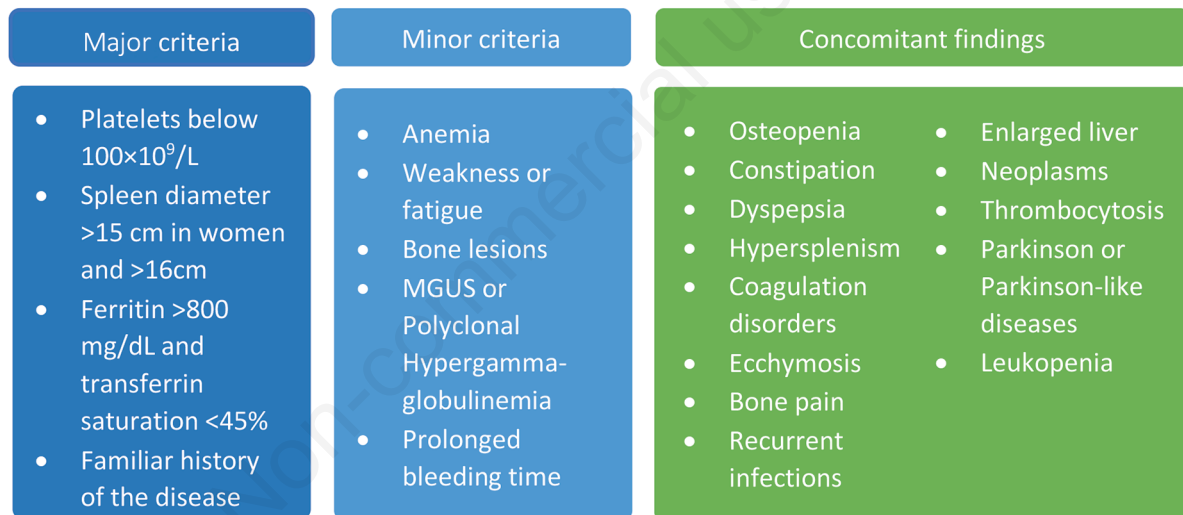 Major criteria
Platelets below
100×10⁹/L
Spleen diameter
>15 cm in women
and >16cm
Ferritin >800
mg/dL and
transferrin
saturation <45%
Familiar history
of the disease
Minor criteria
Anemia
Weakness or
fatigue
Bone lesions
MGUS or
Polyclonal
Hypergamma-
globulinemia
Prolonged
bleeding time
Concomitant findings
Osteopenia
Constipation
Dyspepsia
Hypersplenism
Coagulation
disorders
Ecchymosis
Bone pain
Recurrent
infections
Enlarged liver
Neoplasms
Thrombocytosis
Parkinson or
Parkinson-like
diseases
Leukopenia
non-commercial us